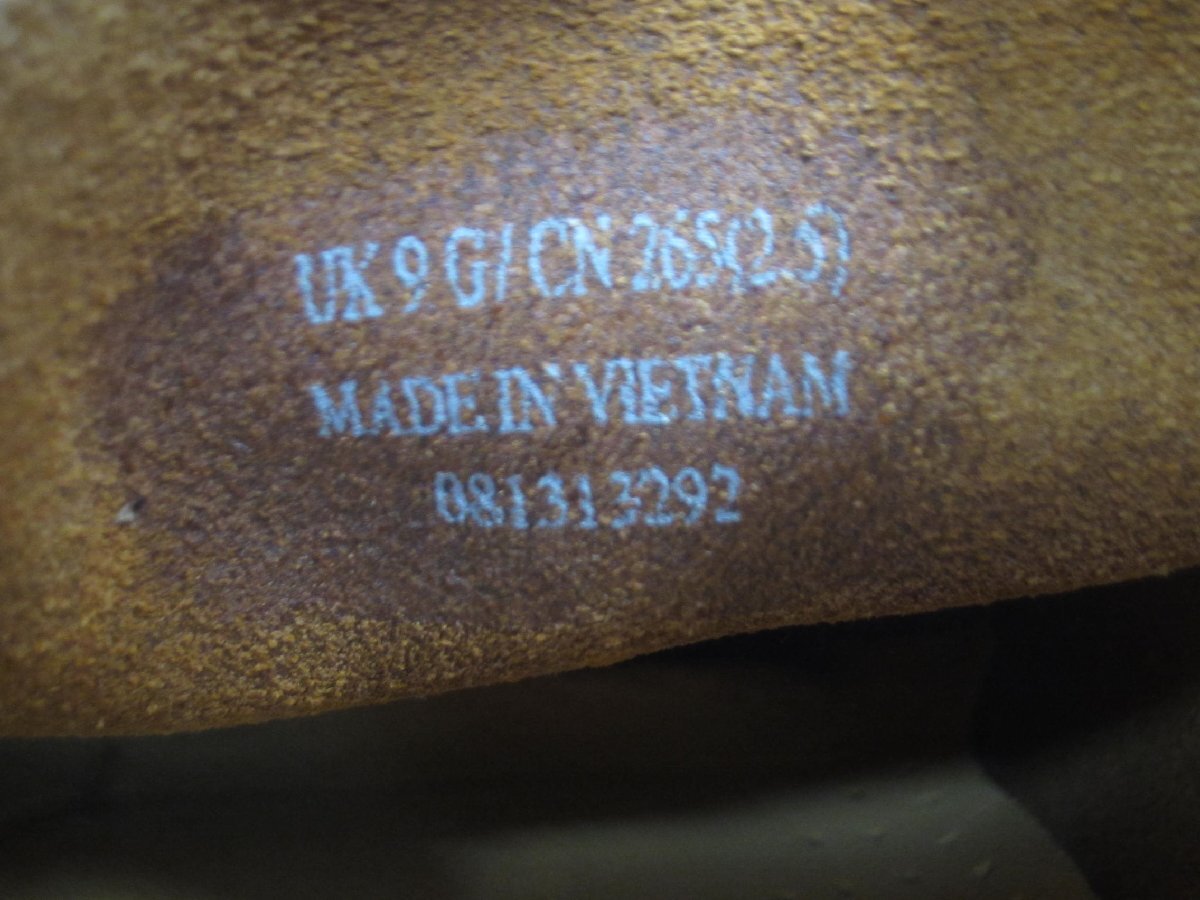 UK 9 G/ CN 265(2.5)
MADE IN VIETNAM
081313292